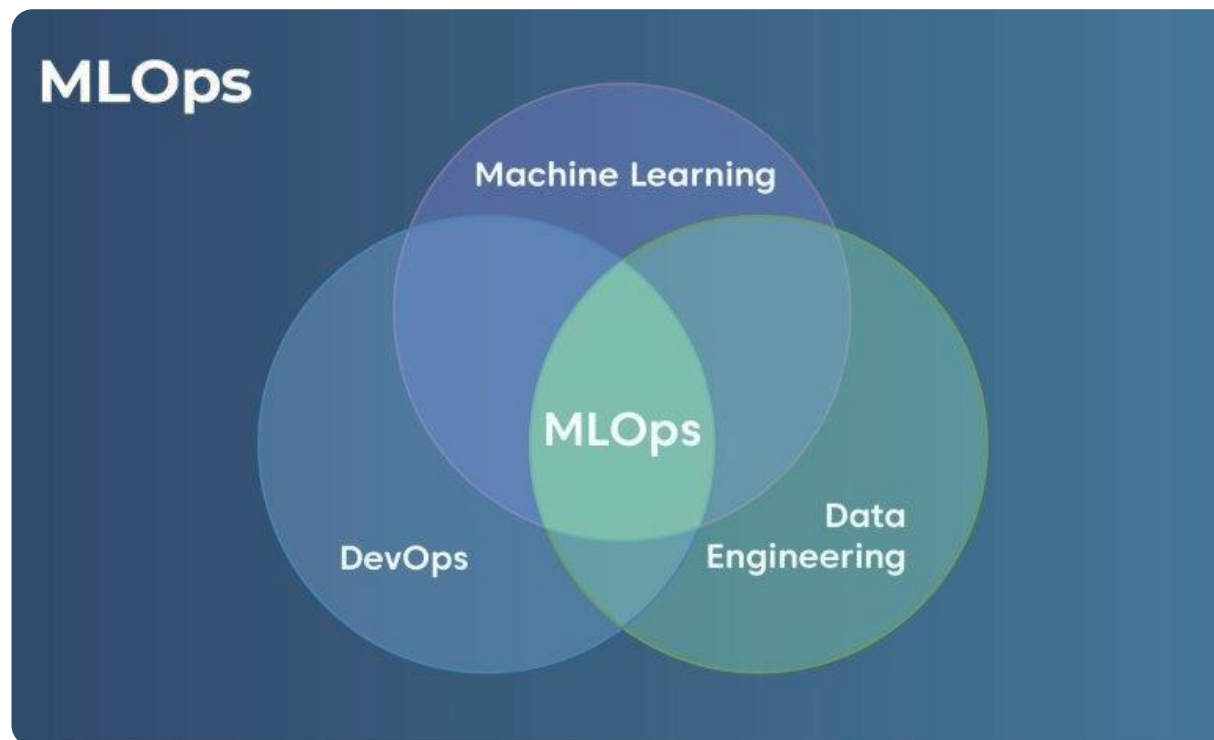 MLOps
Machine Learning
MLOps
DevOps
Data
Engineering